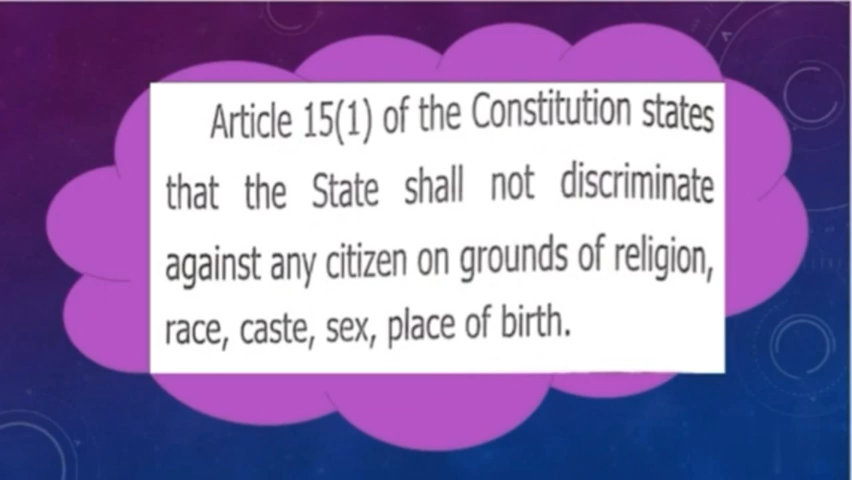 Article 15(1) of the Constitution states
that the State shall not discriminate
against any citizen on grounds of religion,
race, caste, sex, place of birth.